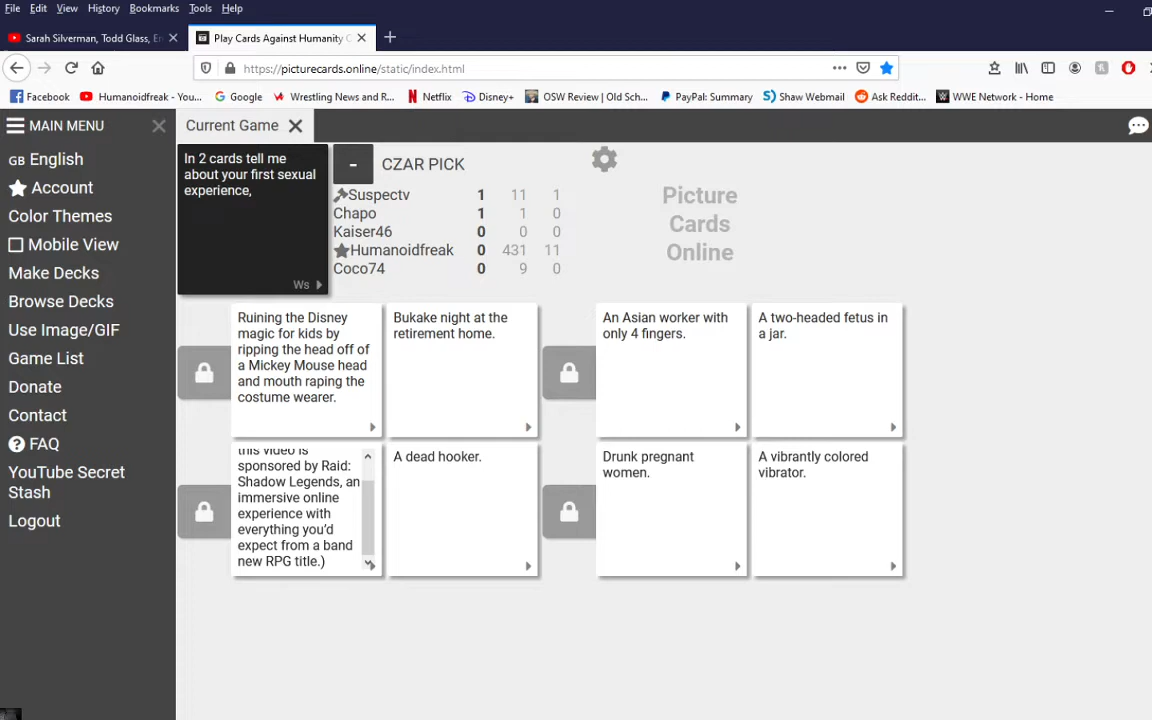 File Edit View History Bookmarks Tools Help
Sarah Silverman, Todd Glass, Er
Play Cards Against Humanity O
https://picturecards.online/static/index.html
Facebook Humanoidfreak - You... Google Wrestling News and R... Netflix Disney+ OSW Review | Old Sch... PayPal: Summary Shaw Webmail Ask Reddit... WWE Network - Home
MAIN MENU
Current Game
GB English
Account
Color Themes
Mobile View
Make Decks
Browse Decks
Use Image/GIF
Game List
Donate
Contact
FAQ
YouTube Secret
Stash
Logout
In 2 cards tell me
about your first sexual
experience,
Ws
- CZAR PICK
Suspectv 1 11 1
Chapo 1 1 0
Kaiser46 0 0 0
Humanoidfreak 0 431 11
Coco74 0 9 0
Picture
Cards
Online
Ruining the Disney
magic for kids by
ripping the head off of
a Mickey Mouse head
and mouth raping the
costume wearer.
Bukake night at the
retirement home.
An Asian worker with
only 4 fingers.
A two-headed fetus in
a jar.
this video is
sponsored by Raid:
Shadow Legends, an
immersive online
experience with
everything you'd
expect from a band
new RPG title.)
A dead hooker.
Drunk pregnant
women.
A vibrantly colored
vibrator.